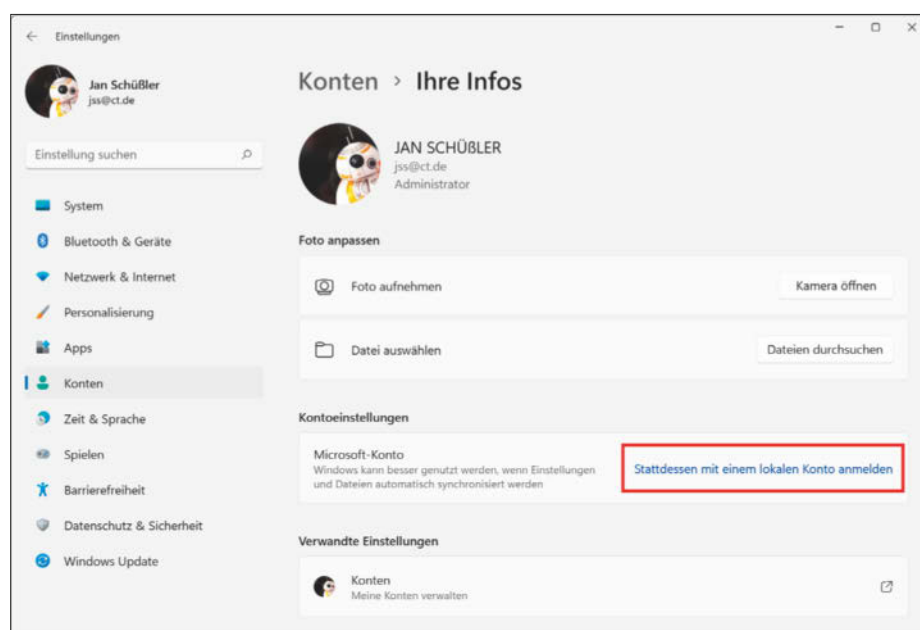 Einstellungen
Jan Schüßler
jss@ct.de
Einstellung suchen
System
Bluetooth & Geräte
Netzwerk & Internet
Personalisierung
Apps
Konten
Zeit & Sprache
Spielen
Barrierefreiheit
Datenschutz & Sicherheit
Windows Update
Konten > Ihre Infos
JAN SCHÜßLER
jss@ct.de
Administrator
Foto anpassen
Foto aufnehmen
Kamera öffnen
Datei auswählen
Dateien durchsuchen
Kontoeinstellungen
Microsoft-Konto
Windows kann besser genutzt werden, wenn Einstellungen
und Dateien automatisch synchronisiert werden
Stattdessen mit einem lokalen Konto anmelden
Verwandte Einstellungen
Konten
Meine Konten verwalten